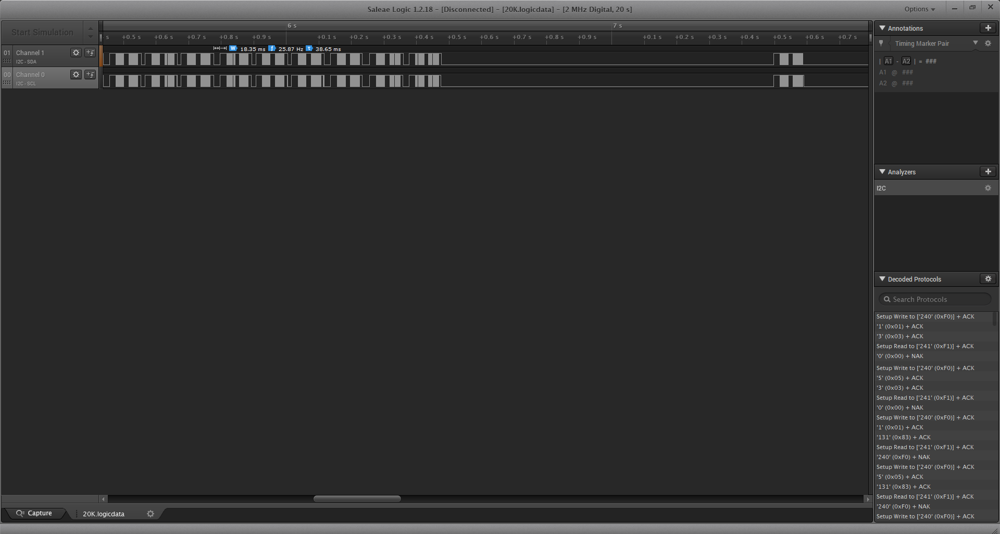 Saleae Logic 1.2.18 - [Disconnected] - [20K.logicdata] - [2 MHz Digital, 20 s]
Options
Start Simulation
6 s
7 s
s +0.5 s +0.6 s +0.7 s +0.8 s +0.9 s +0.1 s +0.2 s +0.3 s +0.4 s +0.5 s +0.6 s +0.7 s +0.8 s +0.9 s +0.1 s +0.2 s +0.3 s +0.4 s +0.5 s +0.6 s +0.7 s
W 18.35 ms f 25.87 Hz T 38.65 ms
01 Channel 1
I2C - SDA
00 Channel 0
I2C - SCL
Annotations
Timing Marker Pair
| A1 - A2 | = ###
A1 @ ###
A2 @ ###
Analyzers
I2C
Decoded Protocols
Search Protocols
Setup Write to ['240' (0xF0)] + ACK
'1' (0x01) + ACK
'3' (0x03) + ACK
Setup Read to ['241' (0xF1)] + ACK
'0' (0x00) + NAK
Setup Write to ['240' (0xF0)] + ACK
'5' (0x05) + ACK
'3' (0x03) + ACK
Setup Read to ['241' (0xF1)] + ACK
'0' (0x00) + NAK
Setup Write to ['240' (0xF0)] + ACK
'1' (0x01) + ACK
'131' (0x83) + ACK
Setup Read to ['241' (0xF1)] + ACK
'240' (0xF0) + NAK
Setup Write to ['240' (0xF0)] + ACK
'5' (0x05) + ACK
'131' (0x83) + ACK
Setup Read to ['241' (0xF1)] + ACK
'240' (0xF0) + NAK
Setup Write to ['240' (0xF0)] + ACK
Capture
20K.logicdata